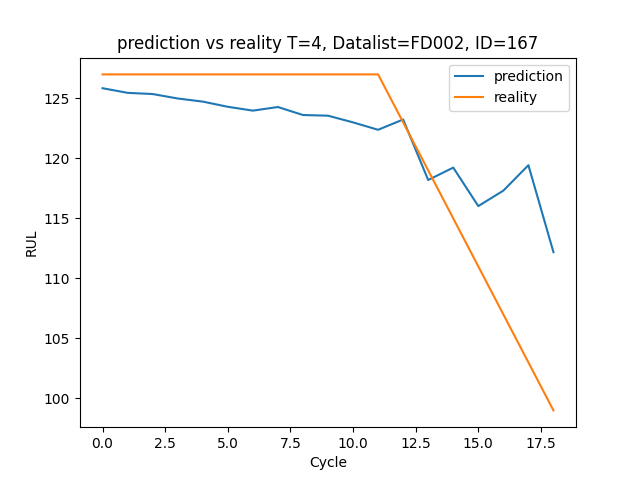 prediction vs reality T=4, Datalist=FD002, ID=167
prediction
reality
RUL
125
120
115
110
105
100
0.0 2.5 5.0 7.5 10.0 12.5 15.0 17.5
Cycle